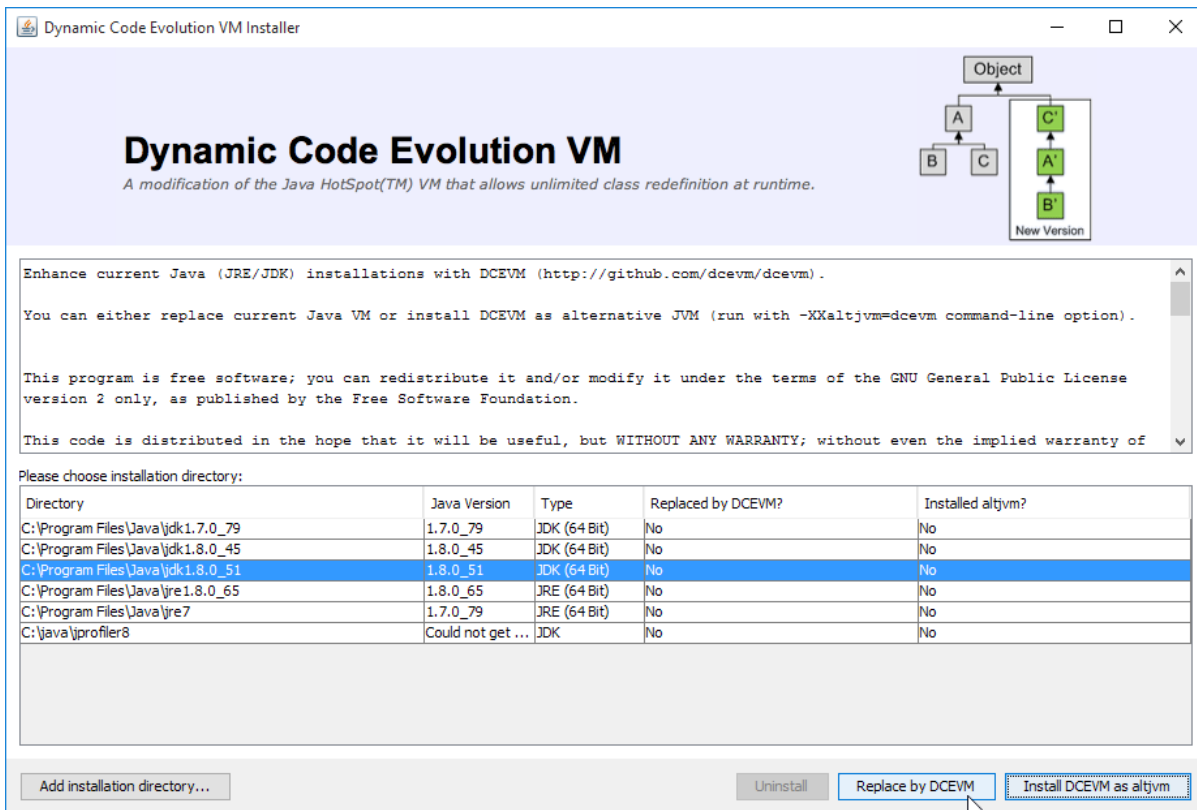 Dynamic Code Evolution VM Installer
Object
A
C'
B
C
A'
B'
New Version
Dynamic Code Evolution VM
A modification of the Java HotSpot(TM) VM that allows unlimited class redefinition at runtime.
Enhance current Java (JRE/JDK) installations with DCEVM (http://github.com/dcevm/dcevm).
You can either replace current Java VM or install DCEVM as alternative JVM (run with -XXaltjvm=dcevm command-line option).
This program is free software; you can redistribute it and/or modify it under the terms of the GNU General Public License
version 2 only, as published by the Free Software Foundation.
This code is distributed in the hope that it will be useful, but WITHOUT ANY WARRANTY; without even the implied warranty of
Please choose installation directory:
Directory Java Version Type Replaced by DCEVM? Installed altjvm?
C:\Program Files\Java\jdk1.7.0_79 1.7.0_79 JDK (64 Bit) No No
C:\Program Files\Java\jdk1.8.0_45 1.8.0_45 JDK (64 Bit) No No
C:\Program Files\Java\jdk1.8.0_51 1.8.0_51 JDK (64 Bit) No No
C:\Program Files\Java\jre1.8.0_65 1.8.0_65 JRE (64 Bit) No No
C:\Program Files\Java\jre7 1.7.0_79 JRE (64 Bit) No No
C:\java\jprofiler8 Could not get ... JDK No No
Add installation directory... Uninstall Replace by DCEVM Install DCEVM as altjvm